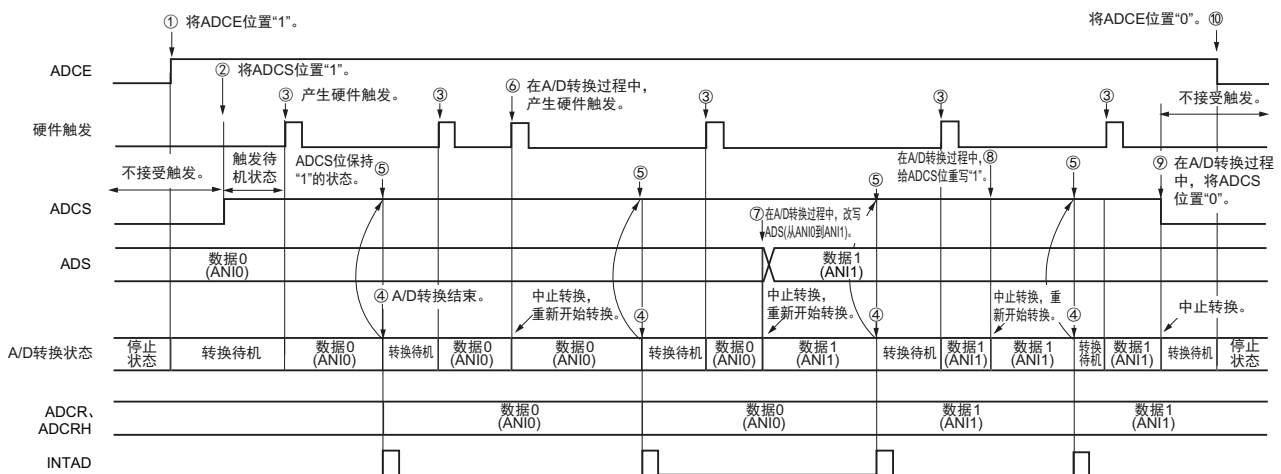 ① 将ADCE位置“1”。
将ADCE位置“0”。⑩
ADCE
② 将ADCS位置“1”。
③ 产生硬件触发。
③
⑥ 在A/D转换过程中,
产生硬件触发。
③
③
③
不接受触发。
硬件触发
不接受触发。
触发待
机状态
ADCS位保持
“1”的状态。
⑤
⑤
⑤
在A/D转换过程中,⑧
给ADCS位重写“1”。
⑤
⑨ 在A/D转换过程
中，将ADCS
位置“0”。
ADCS
⑦在A/D转换过程中，改写
ADS(从ANI0到ANI1)。
ADS
数据0
(ANI0)
数据1
(ANI1)
④ A/D转换结束。
中止转换，
重新开始转换。
④
中止转换，
重新开始转换。
④
中止转换，重
新开始转换。
④
中止转换。
A/D转换状态
停止
状态
转换待机
数据0
(ANI0)
转换待机
数据0
(ANI0)
数据0
(ANI0)
转换待机
数据0
(ANI0)
数据1
(ANI1)
转换待机
数据1
(ANI1)
数据1
(ANI1)
转换
待机
数据1
(ANI1)
转换待机
停止
状态
ADCR、
ADCRH
数据0
(ANI0)
数据0
(ANI0)
数据1
(ANI1)
数据1
(ANI1)
INTAD